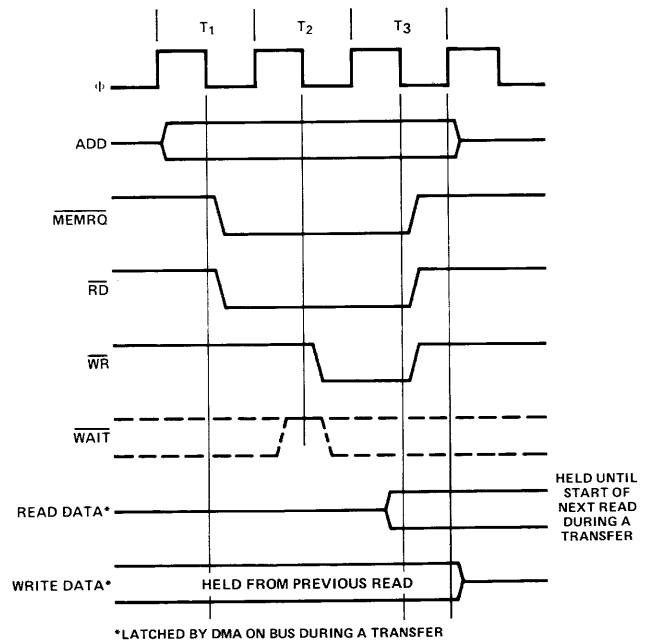 T1 T2 T3
Φ
ADD
MEMRQ
RD
WR
WAIT
READ DATA*
HELD UNTIL
START OF
NEXT READ
DURING A
TRANSFER
WRITE DATA*
HELD FROM PREVIOUS READ
*LATCHED BY DMA ON BUS DURING A TRANSFER